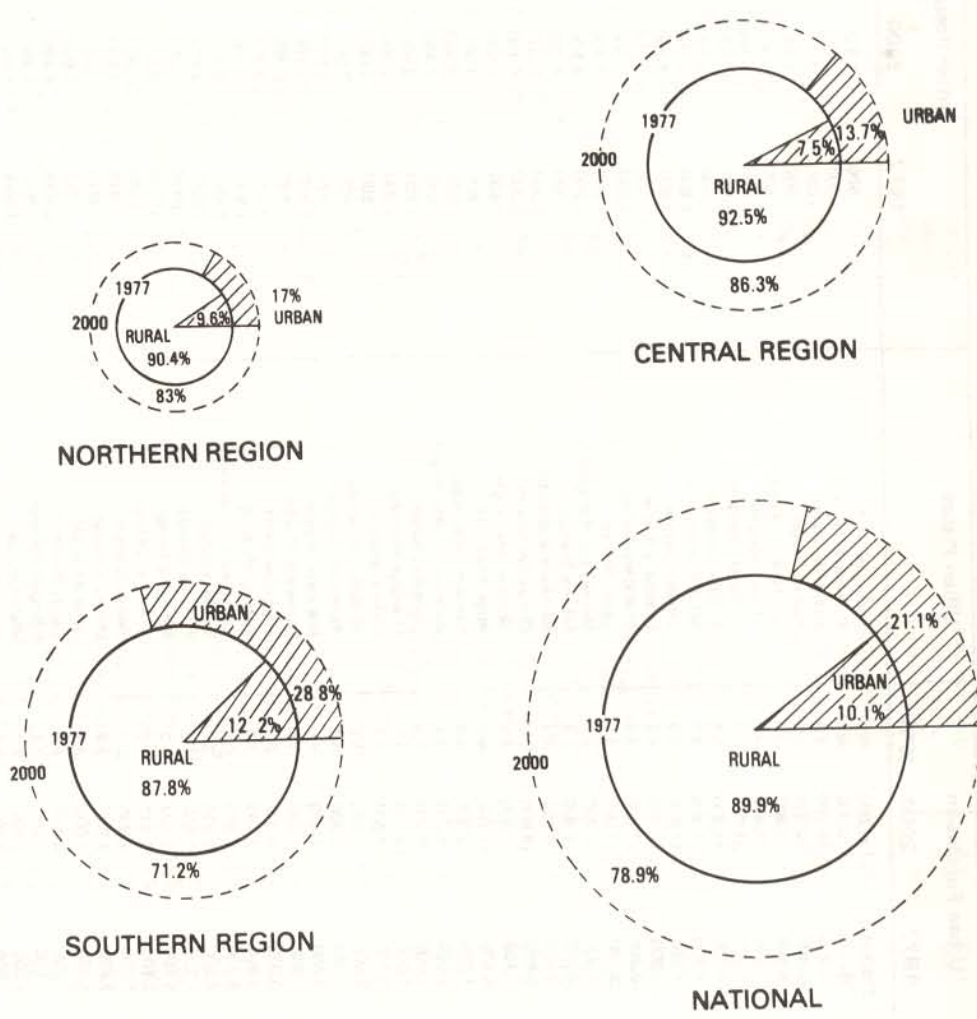 1977
2000
7.5%
13.7%
URBAN
RURAL
92.5%
86.3%
CENTRAL REGION
1977
2000
9.6%
17%
URBAN
RURAL
90.4%
83%
NORTHERN REGION
URBAN
28 8%
12, 2%
1977
2000
RURAL
87.8%
71.2%
SOUTHERN REGION
21.1%
URBAN
10.1%
1977
2000
RURAL
89.9%
78.9%
NATIONAL